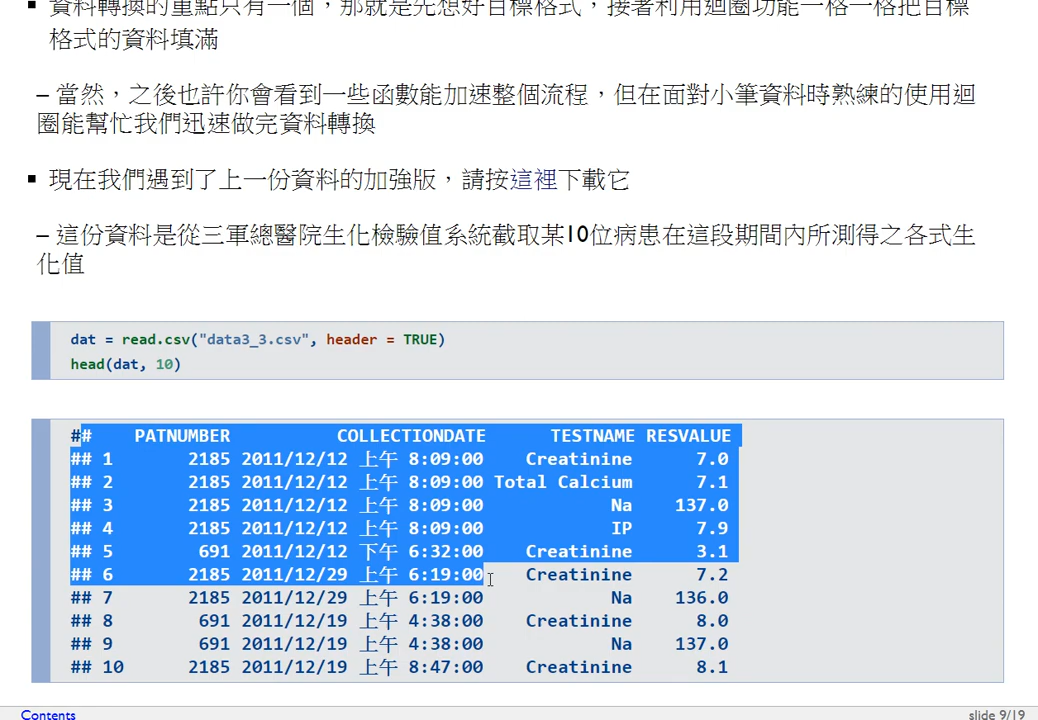 ▪ 資料轉換的重點只有一個，那就是先想好目標格式，接著利用迴圈功能一格一格把目標
格式的資料填滿
– 當然，之後也許你會看到一些函數能加速整個流程，但在面對小筆資料時熟練的使用迴
圈能幫忙我們迅速做完資料轉換
▪ 現在我們遇到了上一份資料的加強版，請按這裡下載它
– 這份資料是從三軍總醫院生化檢驗值系統截取某10位病患在這段期間內所測得之各式生
化值
dat = read.csv("data3_3.csv", header = TRUE)
head(dat, 10)
##    PATNUMBER          COLLECTIONDATE      TESTNAME RESVALUE
## 1       2185 2011/12/12 上午 8:09:00    Creatinine      7.0
## 2       2185 2011/12/12 上午 8:09:00 Total Calcium      7.1
## 3       2185 2011/12/12 上午 8:09:00            Na    137.0
## 4       2185 2011/12/12 上午 8:09:00            IP      7.9
## 5        691 2011/12/12 下午 6:32:00    Creatinine      3.1
## 6       2185 2011/12/29 上午 6:19:00    Creatinine      7.2
## 7       2185 2011/12/29 上午 6:19:00            Na    136.0
## 8        691 2011/12/19 上午 4:38:00    Creatinine      8.0
## 9        691 2011/12/19 上午 4:38:00            Na    137.0
## 10      2185 2011/12/19 上午 8:47:00    Creatinine      8.1
Contents
slide 9/19